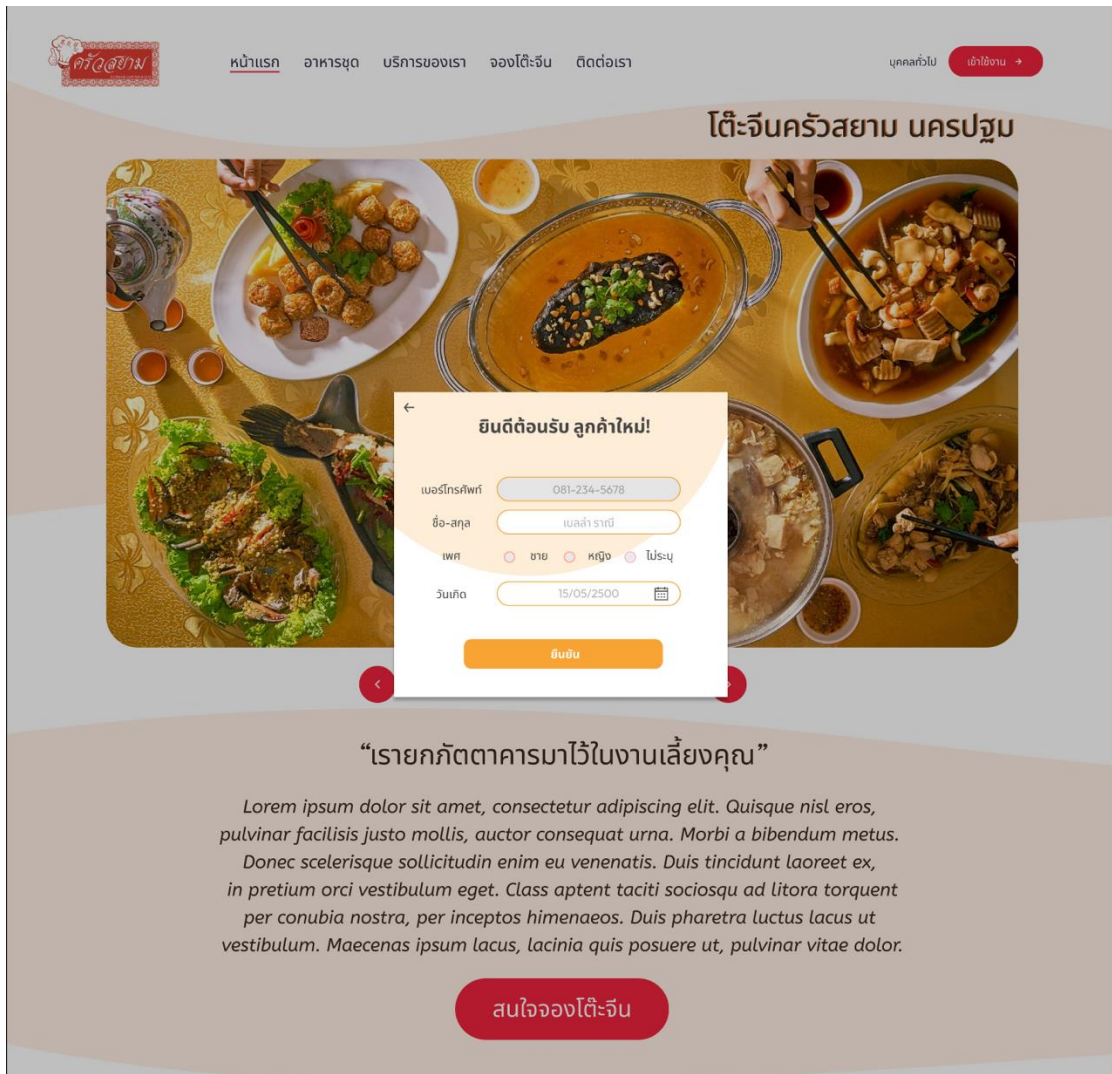 ครัวสยาม
หน้าแรก อาหารชุด บริการของเรา จองโต๊ะจีน ติดต่อเรา
บุคคลทั่วไป เข้าใช้งาน →
โต๊ะจีนครัวสยาม นครปฐม
ยินดีต้อนรับ ลูกค้าใหม่!
เบอร์โทรศัพท์ 081-234-5678
ชื่อ-สกุล เบลล่า ราณี
เพศ ชาย หญิง ไม่ระบุ
วันเกิด 15/05/2500
ยืนยัน
“เรายกภัตตาคารมาไว้ในงานเลี้ยงคุณ”
Lorem ipsum dolor sit amet, consectetur adipiscing elit. Quisque nisl eros,
pulvinar facilisis justo mollis, auctor consequat urna. Morbi a bibendum metus.
Donec scelerisque sollicitudin enim eu venenatis. Duis tincidunt laoreet ex,
in pretium orci vestibulum eget. Class aptent taciti sociosqu ad litora torquent
per conubia nostra, per inceptos himenaeos. Duis pharetra luctus lacus ut
vestibulum. Maecenas ipsum lacus, lacinia quis posuere ut, pulvinar vitae dolor.
สนใจจองโต๊ะจีน